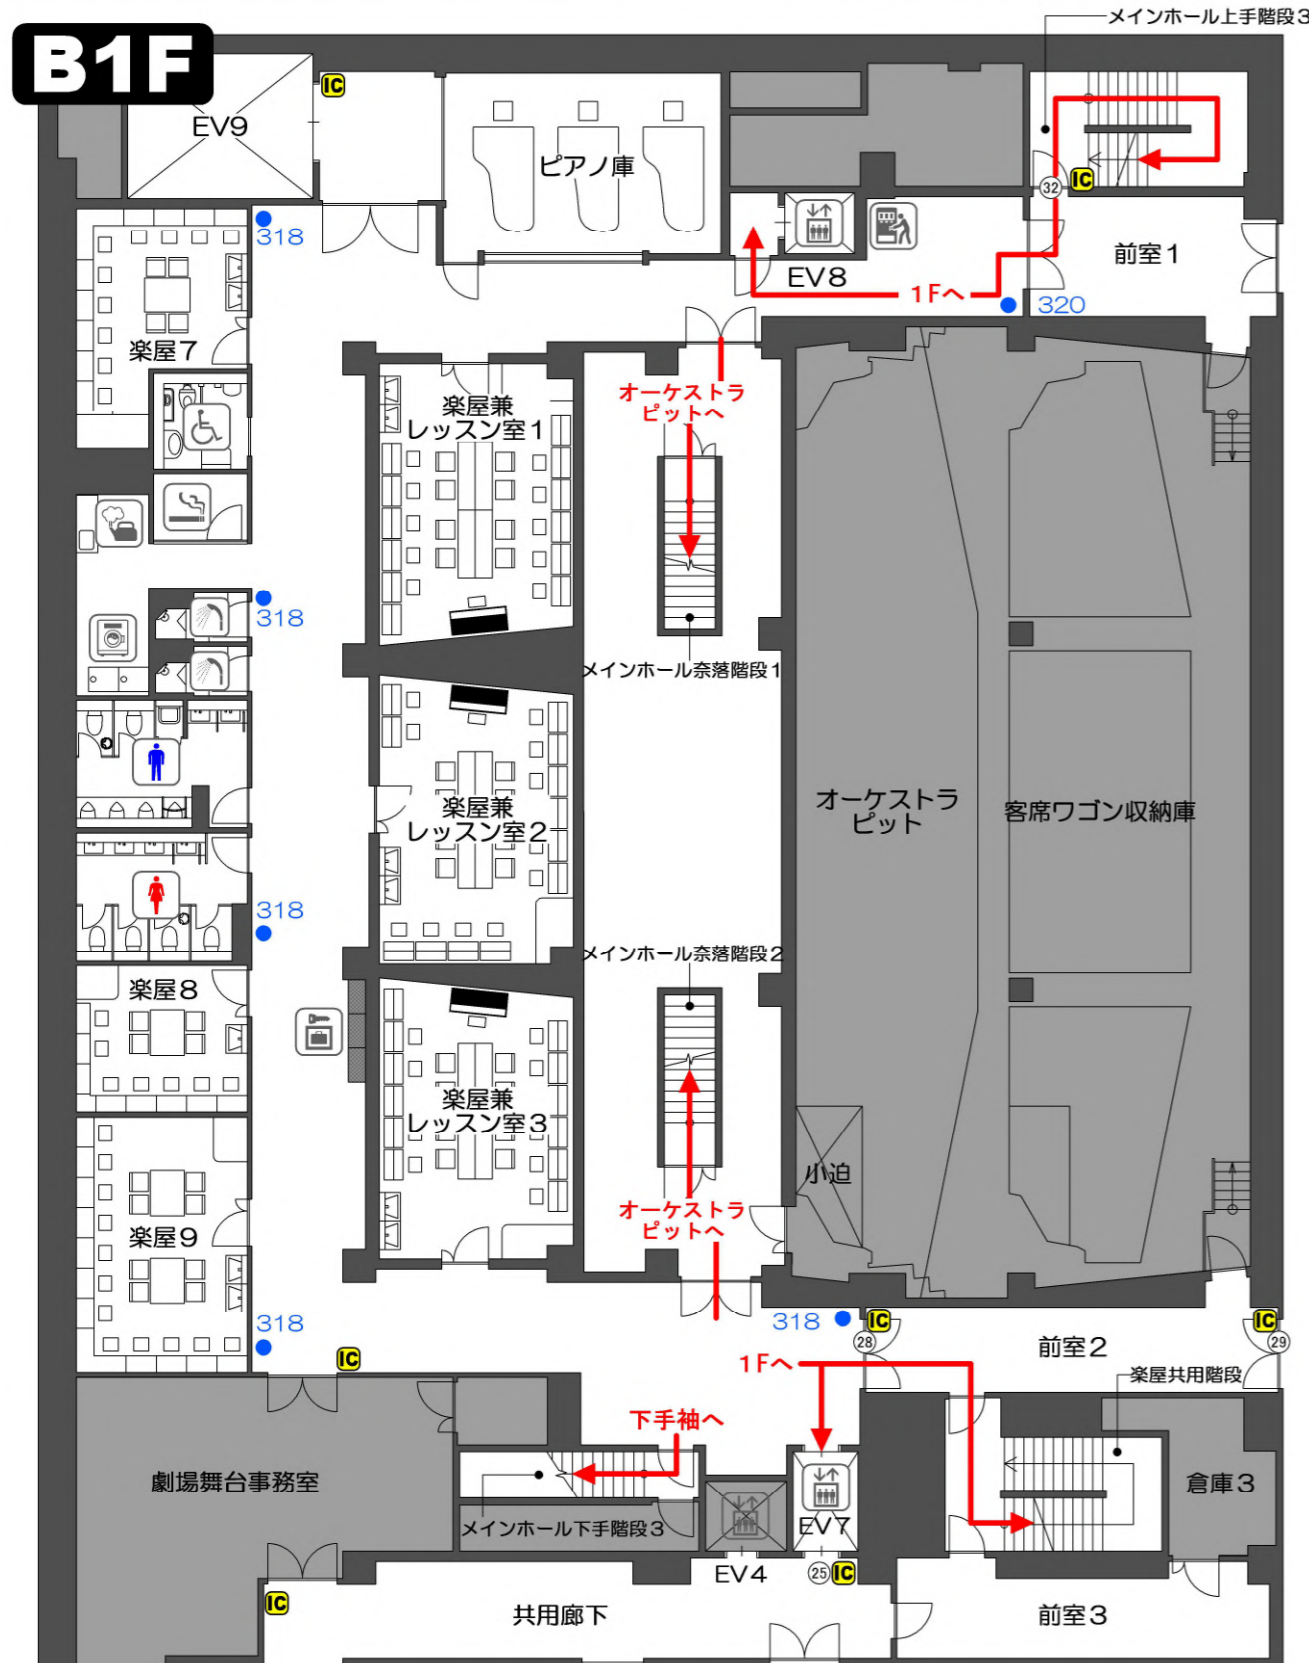 メインホール上手階段3
B1F
IC
EV9
ピアノ庫
IC
32
318
前室1
EV8
1Fへ
320
楽屋7
オーケストラ
ピットへ
楽屋兼
レッスン室1
318
メインホール奈落階段1
楽屋兼
レッスン室2
オーケストラ
ピット
客席ワゴン収納庫
318
メインホール奈落階段2
楽屋8
楽屋兼
レッスン室3
小迫
オーケストラ
ピットへ
楽屋9
318
318
IC
IC
28
29
前室2
IC
1Fへ
楽屋共用階段
下手袖へ
劇場舞台事務室
倉庫3
メインホール下手階段3
EV7
EV4
25
IC
IC
共用廊下
前室3